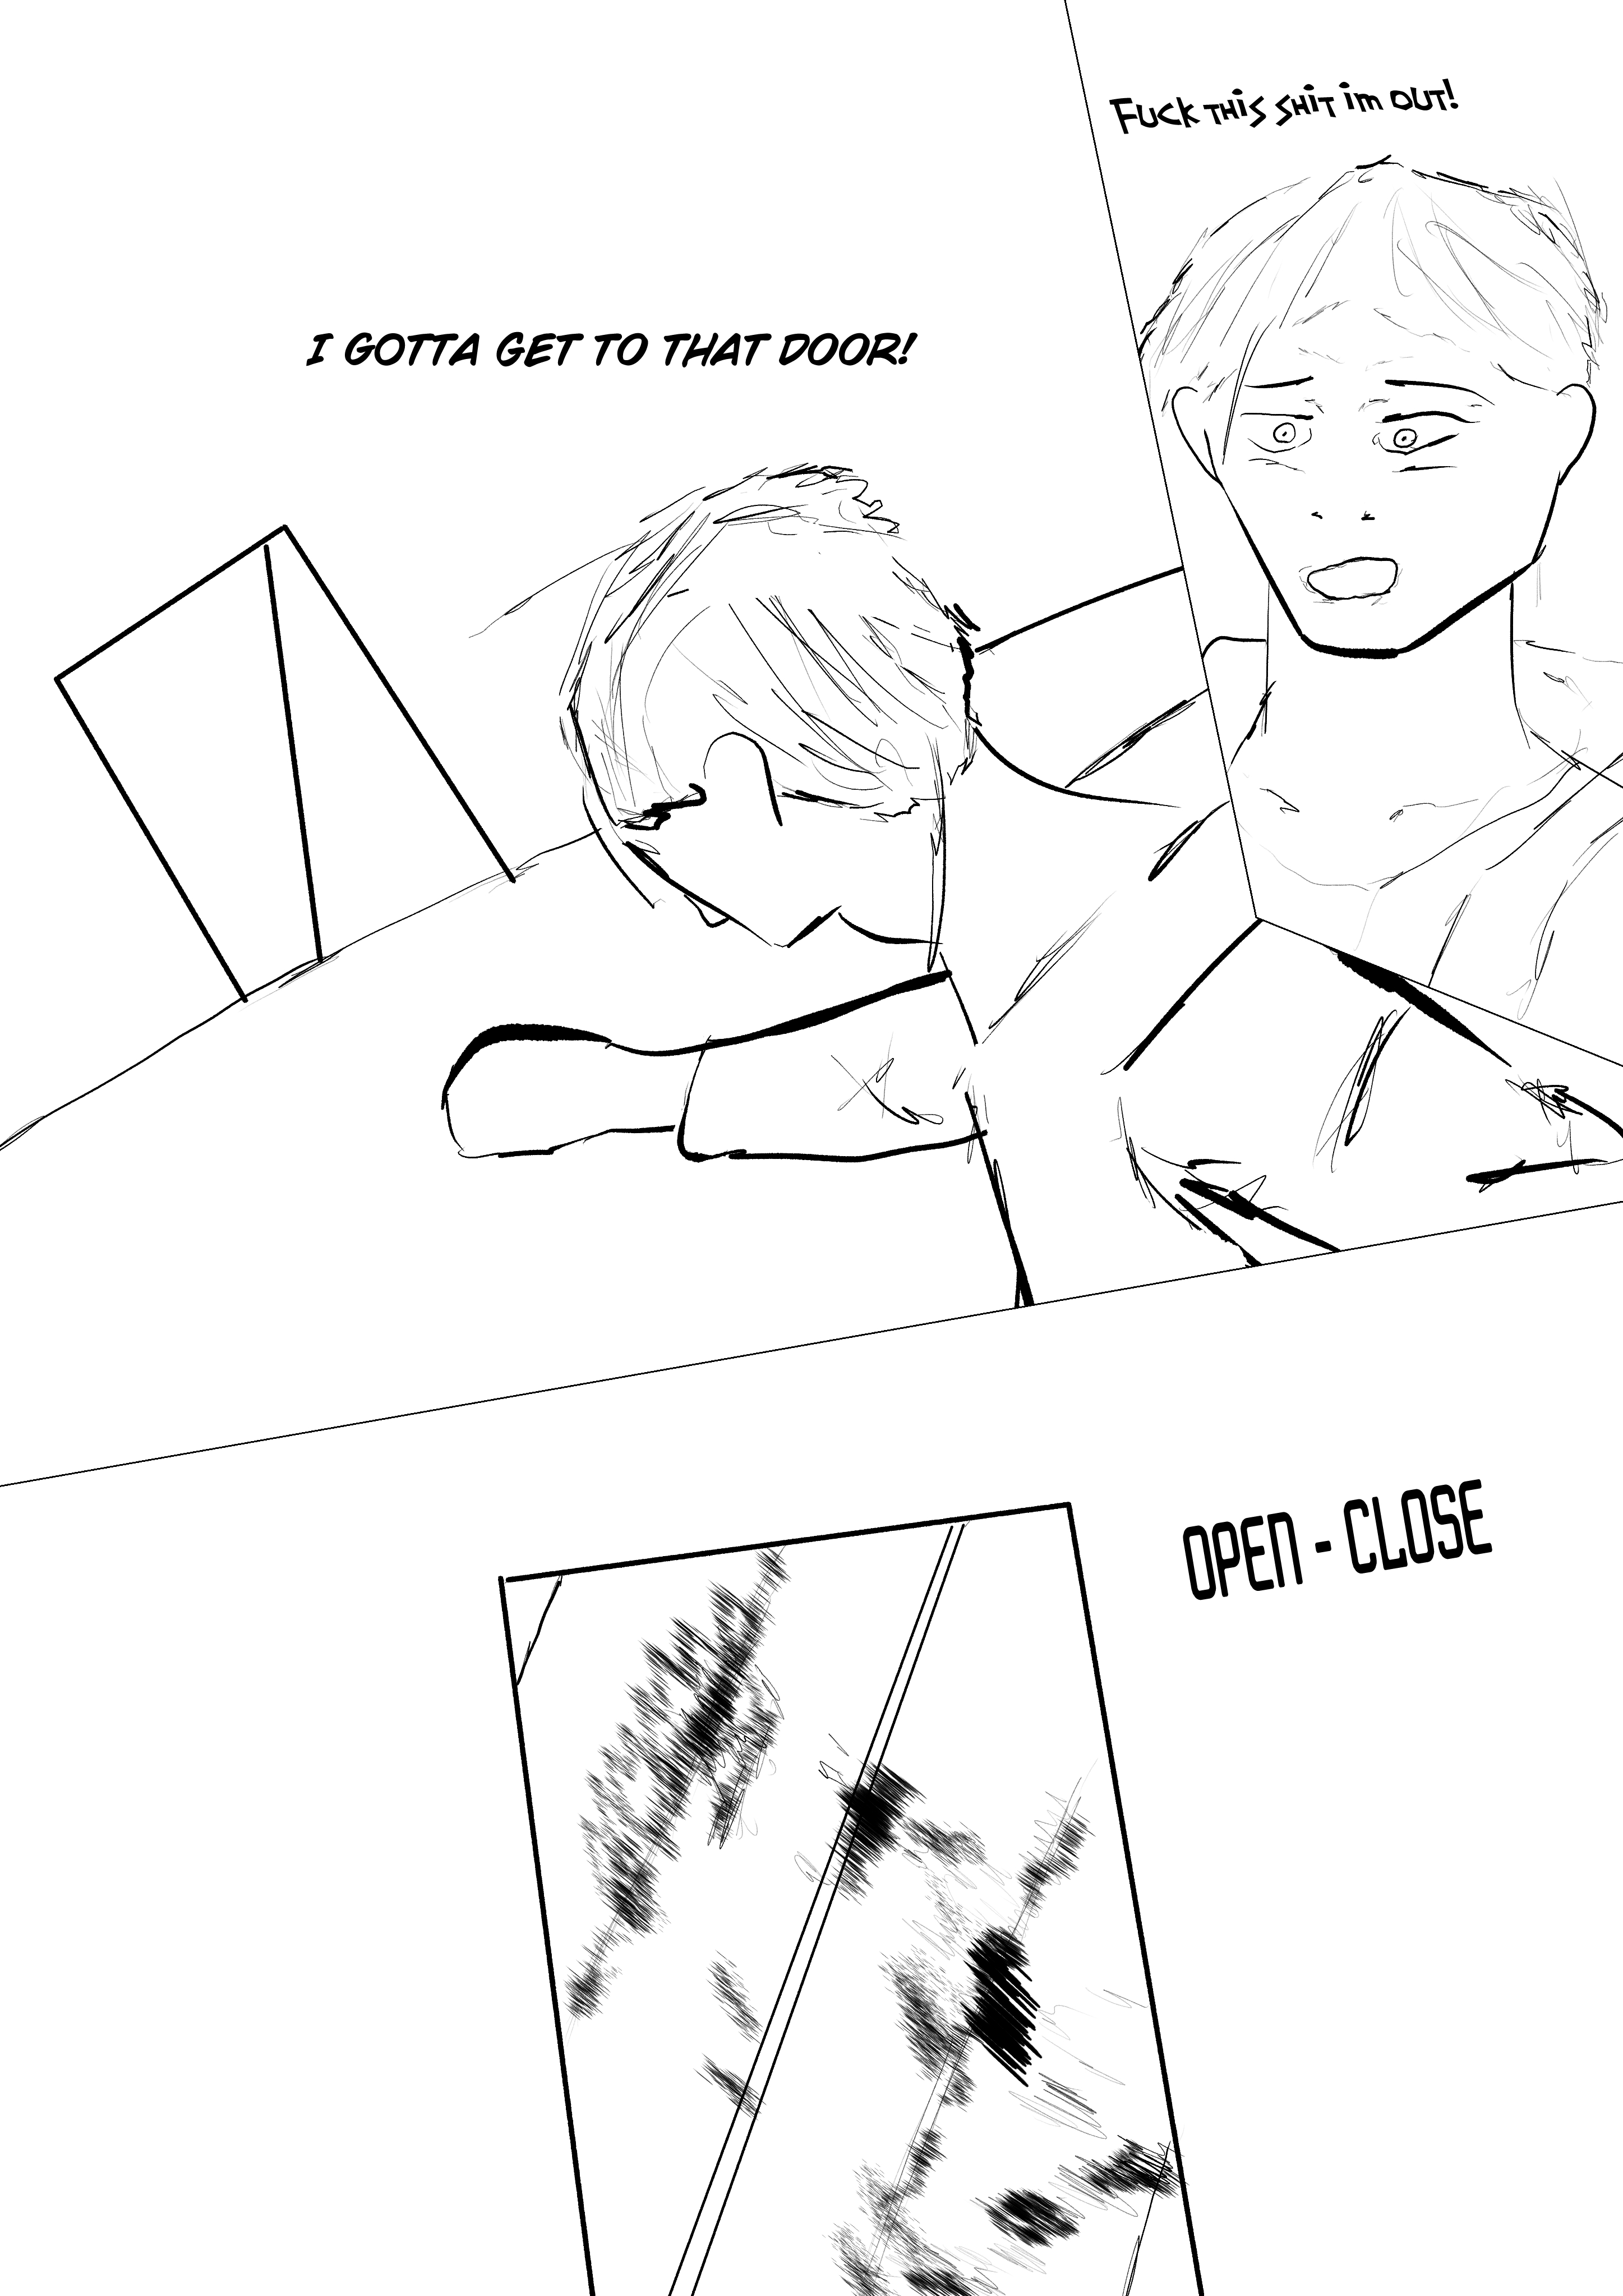 FUCK THiS SHiT im OUT!
I GOTTA GET TO THAT DOOR!
OPEN - CLOSE